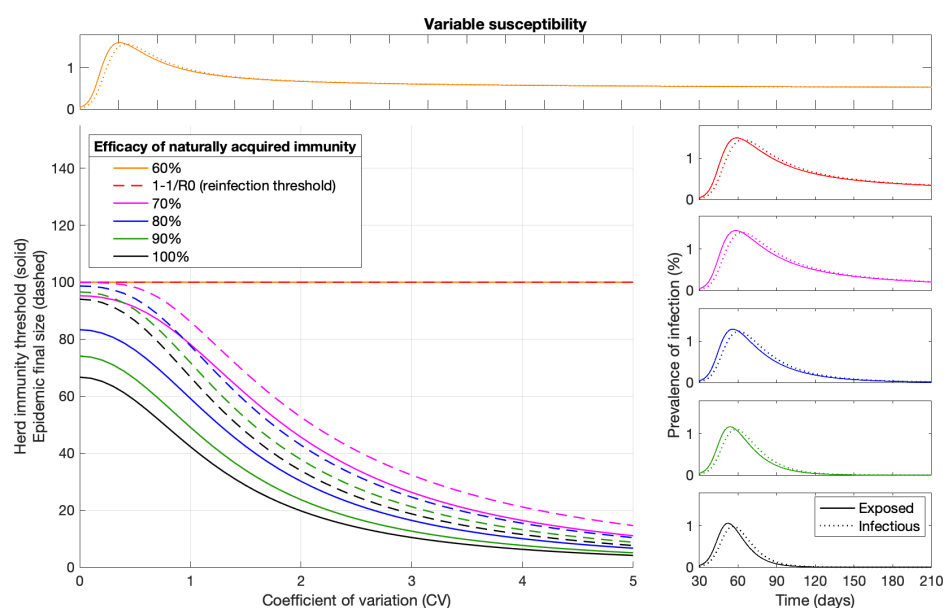 Variable susceptibility
1
0
Herd immunity threshold (solid)
Epidemic final size (dashed)
140
120
100
80
60
40
20
0
Efficacy of naturally acquired immunity
60%
1-1/R0 (reinfection threshold)
70%
80%
90%
100%
0 1 2 3 4 5
Coefficient of variation (CV)
Prevalence of infection (%)
1
0
1
0
1
0
1
0
1
0
Exposed
Infectious
30 60 90 120 150 180 210
Time (days)